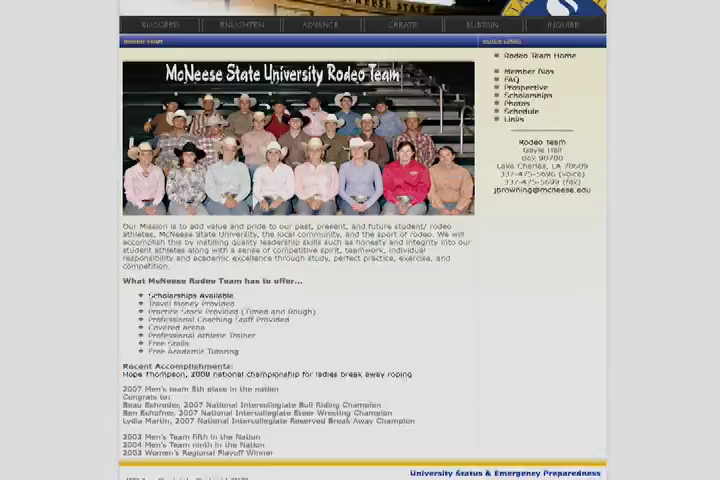 McNEESE STATE
SUCCEED ENLIGHTEN ADVANCE CREATE SUSTAIN INQUIRE
RODEO TEAM
QUICK LINKS
McNeese State University Rodeo Team
Rodeo Team Home
Member Bios
FAQ
Prospective
Scholarships
Photos
Schedule
Links
Rodeo Team
Gayle Hall
Box 90700
Lake Charles, LA 70609
337-475-5696 (voice)
337-475-5699 (fax)
jbrowning@mcneese.edu
Our Mission is to add value and pride to our past, present, and future student/ rodeo
athletes, McNeese State University, the local community, and the sport of rodeo. We will
accomplish this by instilling quality leadership skills such as honesty and integrity into our
student athletes along with a sense of competitive spirit, teamwork, individual
responsibility and academic excellence through study, perfect practice, exercise, and
competition.
What McNeese Rodeo Team has to offer...
Scholarships Available
Travel Money Provided
Practice Stock Provided (Timed and Rough)
Professional Coaching Staff Provided
Covered Arena
Professional Athletic Trainer
Free Stalls
Free Academic Tutoring
Recent Accomplishments:
Hope Thompson, 2008 national championship for ladies break away roping
2007 Men's team 5th place in the nation
Congrats to:
Beau Schroder, 2007 National Intercollegiate Bull Riding Champion
Ben Schofner, 2007 National Intercollegiate Steer Wrestling Champion
Lydia Martin, 2007 National Intercollegiate Reserved Break Away Champion
2003 Men's Team fifth in the Nation
2004 Men's Team ninth in the nation
2003 Women's Regional Playoff Winner
University Status & Emergency Preparedness